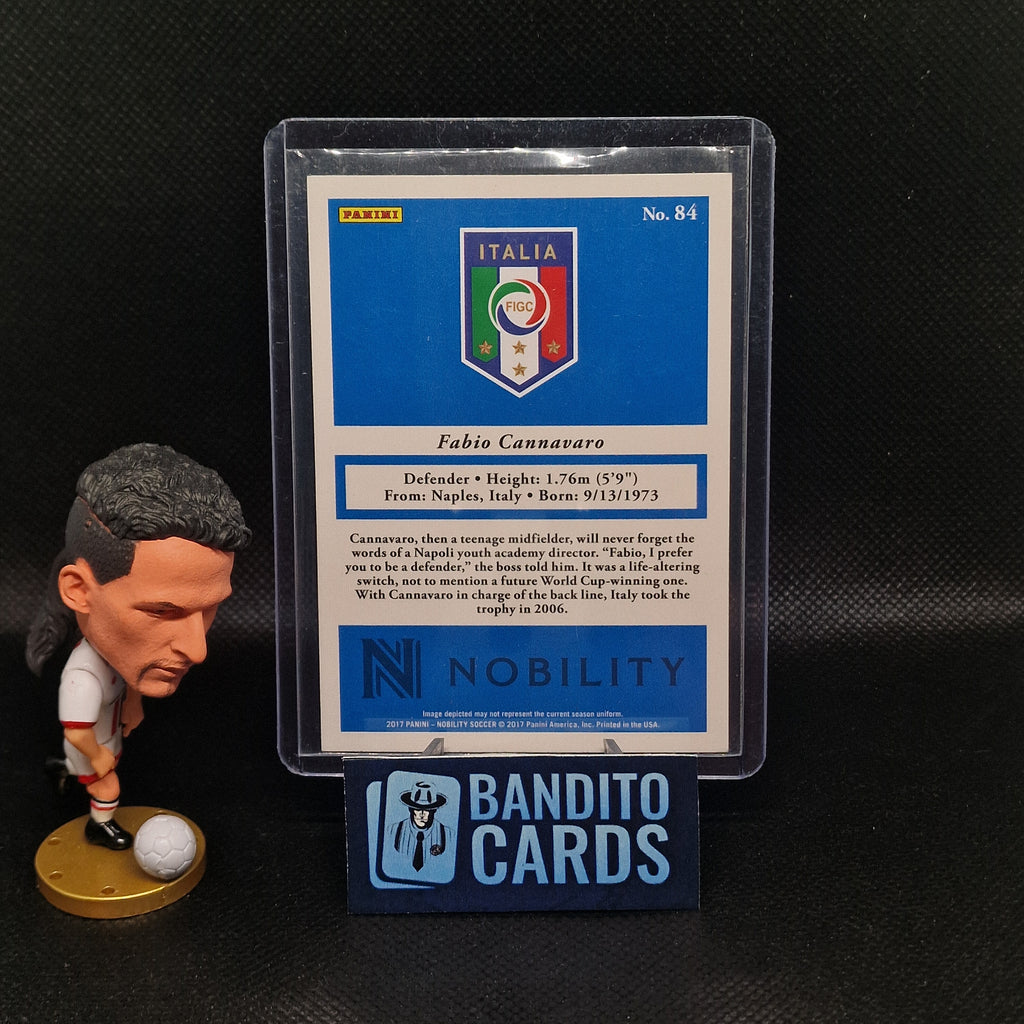 PANINI
No. 84
ITALIA
FIGC
Fabio Cannavaro
Defender • Height: 1.76m (5'9")
From: Naples, Italy • Born: 9/13/1973
Cannavaro, then a teenage midfielder, will never forget the
words of a Napoli youth academy director. “Fabio, I prefer
you to be a defender,” the boss told him. It was a life-altering
switch, not to mention a future World Cup-winning one.
With Cannavaro in charge of the back line, Italy took the
trophy in 2006.
N NOBILITY
Image depicted may not represent the current season uniform.
2017 PANINI – NOBILITY SOCCER © 2017 Panini America, Inc. Printed in the USA.
BANDITO
CARDS